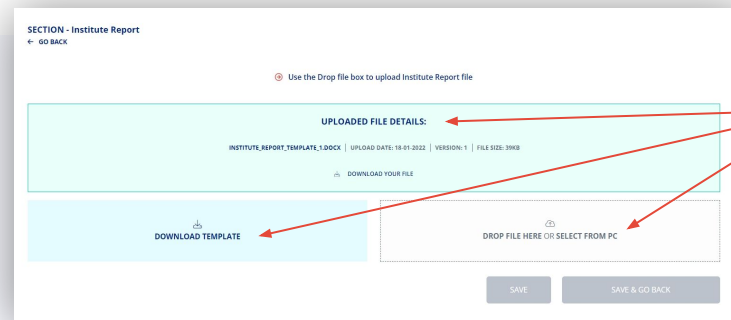 SECTION - Institute Report
← GO BACK
Use the Drop file box to upload Institute Report file
UPLOADED FILE DETAILS:
INSTITUTE_REPORT_TEMPLATE_1.DOCX | UPLOAD DATE: 18-01-2022 | VERSION: 1 | FILE SIZE: 39KB
DOWNLOAD YOUR FILE
DOWNLOAD TEMPLATE
DROP FILE HERE OR SELECT FROM PC
SAVE
SAVE & GO BACK